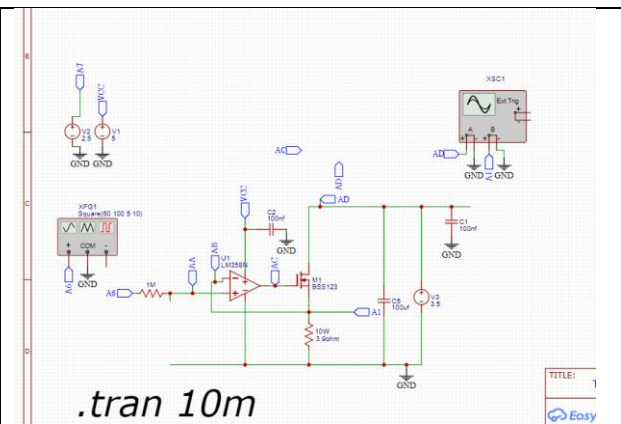 B
A7
VCC
V2
2.5
V1
5
GND GND
XSC1
Ext Trig
A B
AD
A1
GND GND
AC
AD
AD
C
VCC
C2
100nf
GND
C1
100nf
GND
XFG1
Square(60 100 5 10)
COM
A6
GND
A6
1M
AA
AB
U1
LM358N
AC
M1
BSS123
A1
C5
100uf
V3
3.5
10W
3.9ohm
D
GND
.tran 10m
TITLE:
T
Easy